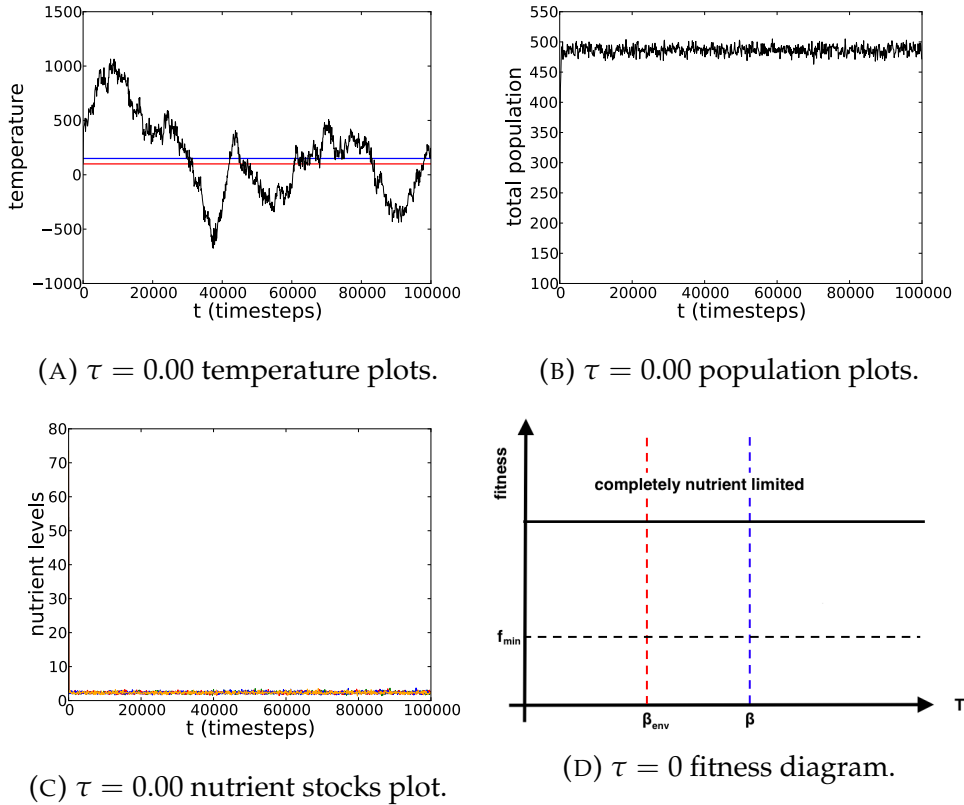 1500
1000
500
0
−500
−1000
temperature
0 20000 40000 60000 80000 100000
t (timesteps)
(A) τ = 0.00 temperature plots.
550
500
450
400
350
300
250
200
150
100
total population
0 20000 40000 60000 80000 100000
t (timesteps)
(B) τ = 0.00 population plots.
80
70
60
50
40
30
20
10
0
nutrient levels
0 20000 40000 60000 80000 100000
t (timesteps)
(C) τ = 0.00 nutrient stocks plot.
fitness
completely nutrient limited
f_min
β_env β
T
(D) τ = 0 fitness diagram.